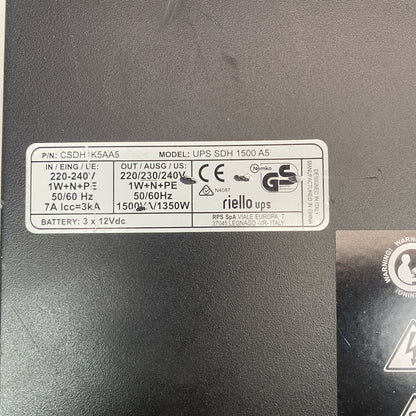 P/N: CSDH1K5AA5 MODEL: UPS SDH 1500 A5
IN / EING / UE:
220-240 /
1W+N+PE
50/60 Hz
7A Icc=3kA
OUT / AUSG / US:
220/230/240V
1W+N+PE
50/60Hz
1500VA/1350W
BATTERY: 3 x 12Vdc
N4087
CE
GS
riello ups
RPS SpA VIALE EUROPA, 7
37045 LEGNAGO -VR- ITALY
DESIGNED IN ITALY
MANUFACTURED IN CHINA
WARNING!